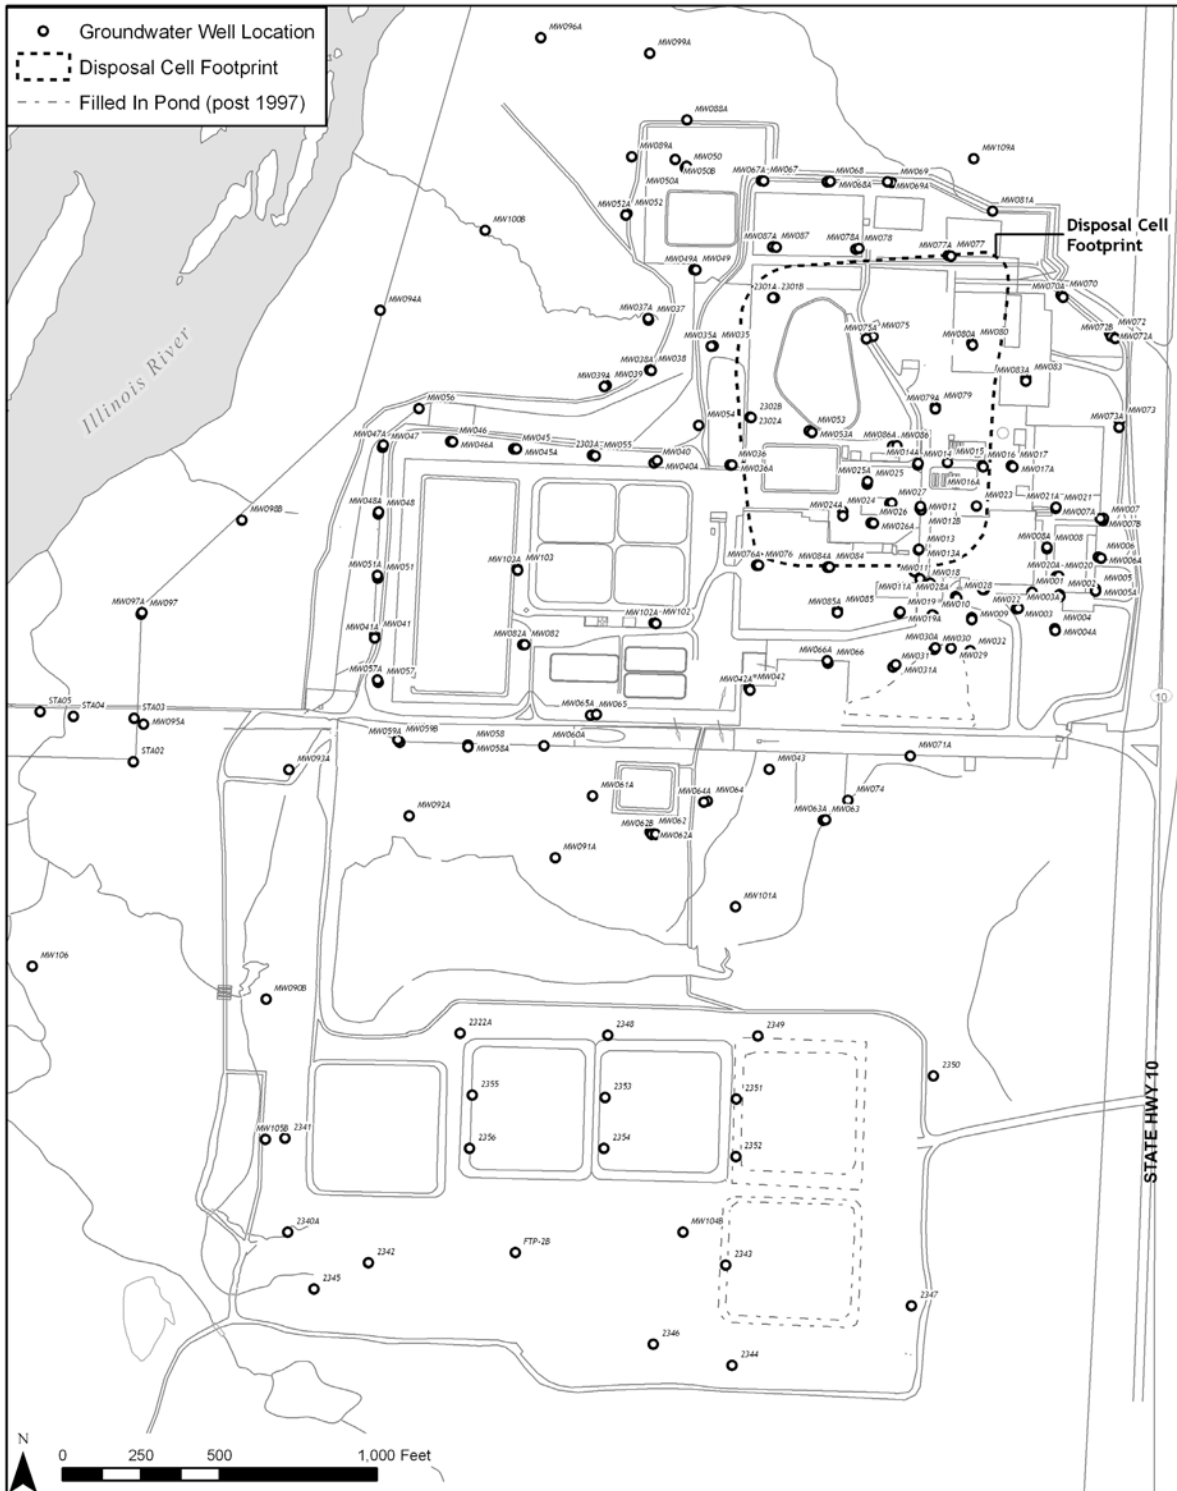 Groundwater Well Location
Disposal Cell Footprint
Filled In Pond (post 1997)
MW096A
MW099A
MW088A
MW089A
MW050
MW050B
MW050A
MW067A
MW067
MW068
MW068A
MW069
MW069A
MW109A
MW052A
MW052
MW081A
MW100B
Disposal Cell
Footprint
MW087A
MW087
MW078A
MW078
MW077A
MW077
MW049A
MW049
2301A
2301B
MW070A
MW070
MW094A
MW037A
MW037
MW035A
MW035
MW075A
MW075
MW080A
MW080
MW072
MW072B
MW072A
Illinois River
MW038A
MW038
MW039A
MW039
MW083A
MW083
MW056
MW054
2302B
2302A
MW053
MW053A
MW079A
MW079
MW073A
MW073
MW047A
MW047
MW046
MW046A
MW045
MW045A
2303A
MW055
MW040
MW040A
MW036
MW036A
MW086A
MW086
MW014A
MW014
MW015
MW016
MW016A
MW017
MW017A
MW025A
MW025
MW048A
MW048
MW098B
MW024A
MW024
MW027
MW026
MW026A
MW012
MW012B
MW023
MW021A
MW021
MW007A
MW007
MW007B
MW013
MW013A
MW008A
MW008
MW006
MW006A
MW051A
MW051
MW103A
MW103
MW076A
MW076
MW084A
MW084
MW011
MW011A
MW018
MW028A
MW028
MW020A
MW020
MW001
MW002
MW005
MW005A
MW097A
MW097
MW041A
MW041
MW102A
MW102
MW085A
MW085
MW019
MW019A
MW010
MW009
MW022
MW003
MW003A
MW004
MW004A
MW082A
MW082
MW066A
MW066
MW030A
MW030
MW029
MW032
MW031
MW031A
MW057A
MW057
MW042A
MW042
STA05
STA04
STA03
MW095A
STA02
MW065A
MW065
10
MW059A
MW059B
MW058
MW058A
MW060A
MW071A
MW093A
MW043
MW061A
MW064A
MW064
MW074
MW092A
MW062B
MW062
MW062A
MW063A
MW063
MW091A
MW101A
MW106
MW090B
2322A
2348
2349
2350
2355
2353
2351
2356
2354
2352
MW105B
2341
STATE HWY 10
2340A
MW104B
2342
FTP-2B
2343
2345
2347
2346
2344
N
0
250
500
1,000 Feet